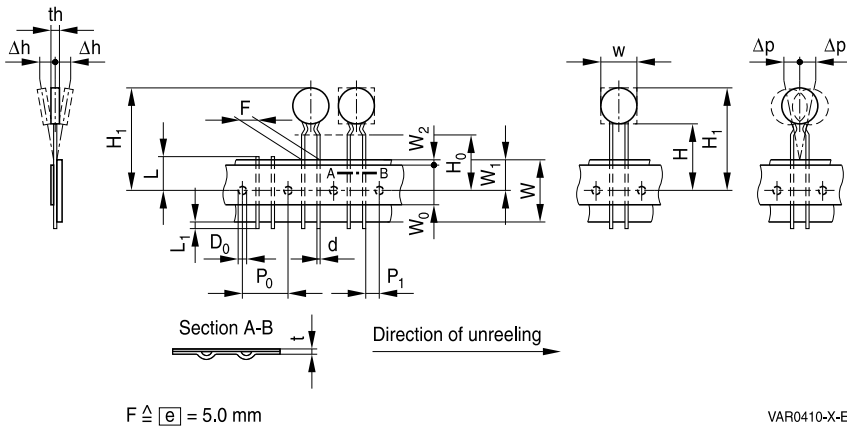 th
Δh Δh
w
Δp Δp
F
H₁
L
L₁
W₂
H₀
W₁
W
W₀
A B
H
H₁
D₀
d
P₀
P₁
Section A-B
t
Direction of unreeling
F ≙ e = 5.0 mm
VAR0410-X-E